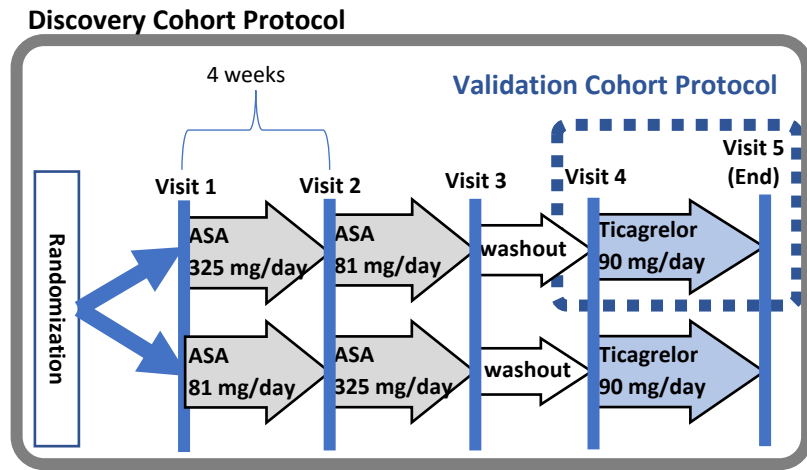 Discovery Cohort Protocol
4 weeks
Validation Cohort Protocol
Randomization
Visit 1
Visit 2
Visit 3
Visit 4
Visit 5
(End)
ASA
325 mg/day
ASA
81 mg/day
washout
Ticagrelor
90 mg/day
ASA
81 mg/day
ASA
325 mg/day
washout
Ticagrelor
90 mg/day